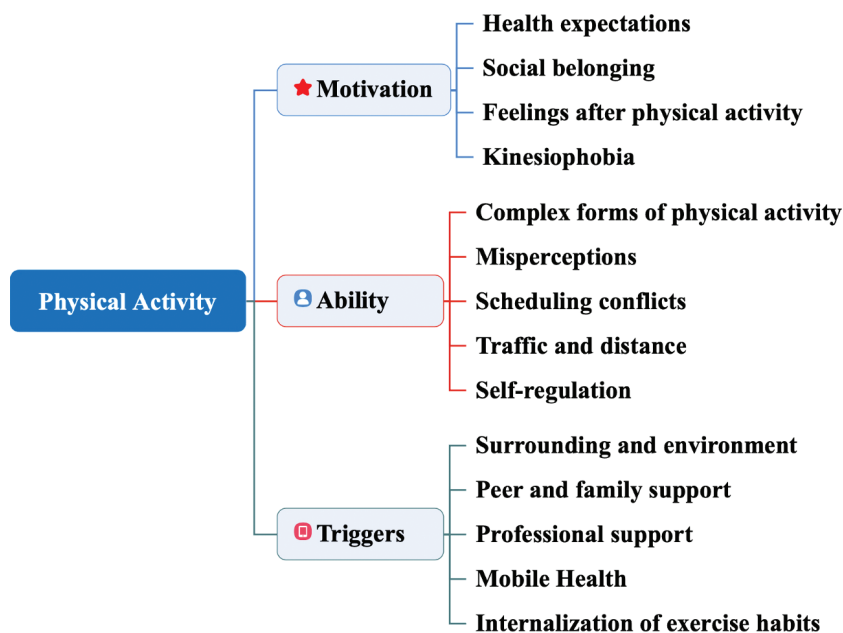 Physical Activity
Motivation
Health expectations
Social belonging
Feelings after physical activity
Kinesiophobia
Ability
Complex forms of physical activity
Misperceptions
Scheduling conflicts
Traffic and distance
Self-regulation
Triggers
Surrounding and environment
Peer and family support
Professional support
Mobile Health
Internalization of exercise habits